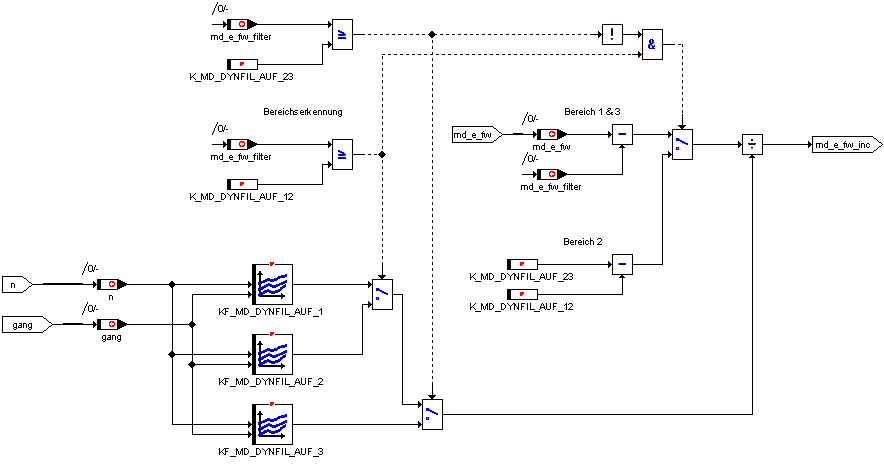 /0/-
md_e_fw_filter
≥
K_MD_DYNFIL_AUF_23
!
&
Bereichserkennung
Bereich 1 & 3
/0/-
md_e_fw_filter
≥
K_MD_DYNFIL_AUF_12
md_e_fw
/0/-
md_e_fw
−
/0/-
md_e_fw_filter
÷
md_e_fw_inc
Bereich 2
K_MD_DYNFIL_AUF_23
−
K_MD_DYNFIL_AUF_12
n
/0/-
n
gang
/0/-
gang
KF_MD_DYNFIL_AUF_1
KF_MD_DYNFIL_AUF_2
KF_MD_DYNFIL_AUF_3